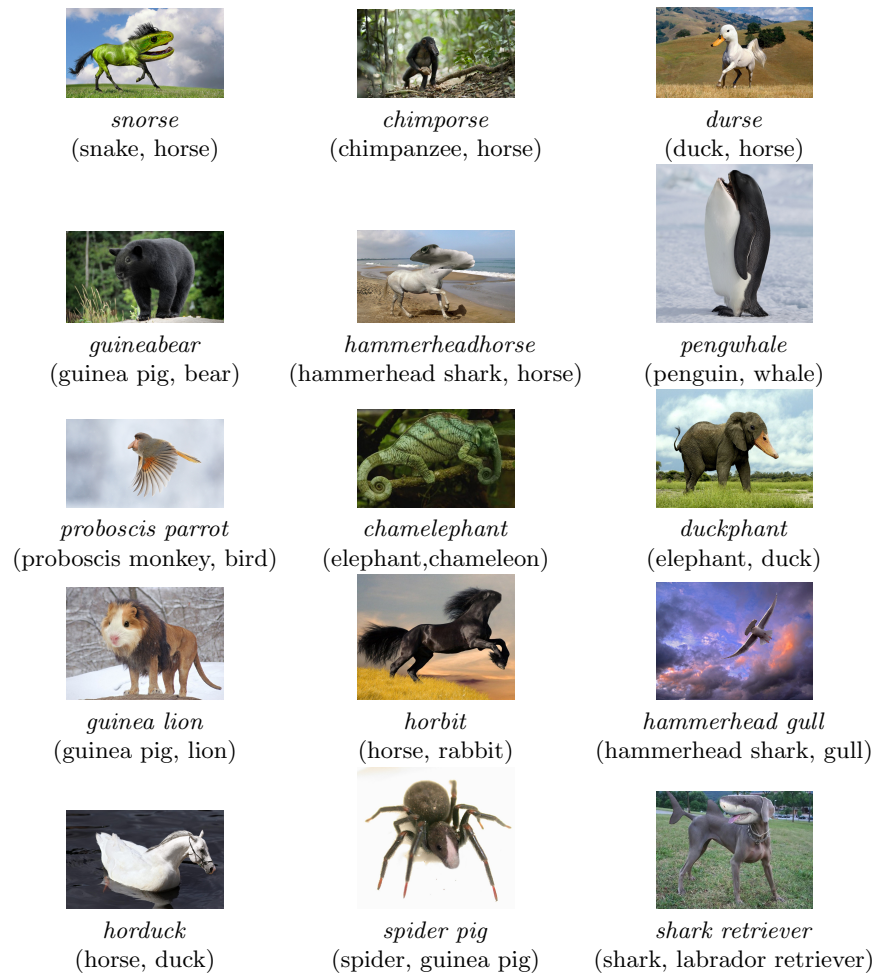 snorse
(snake, horse)
chimporse
(chimpanzee, horse)
durse
(duck, horse)
guineabear
(guinea pig, bear)
hammerheadhorse
(hammerhead shark, horse)
pengwhale
(penguin, whale)
proboscis parrot
(proboscis monkey, bird)
chamelephant
(elephant,chameleon)
duckphant
(elephant, duck)
guinea lion
(guinea pig, lion)
horbit
(horse, rabbit)
hammerhead gull
(hammerhead shark, gull)
horduck
(horse, duck)
spider pig
(spider, guinea pig)
shark retriever
(shark, labrador retriever)